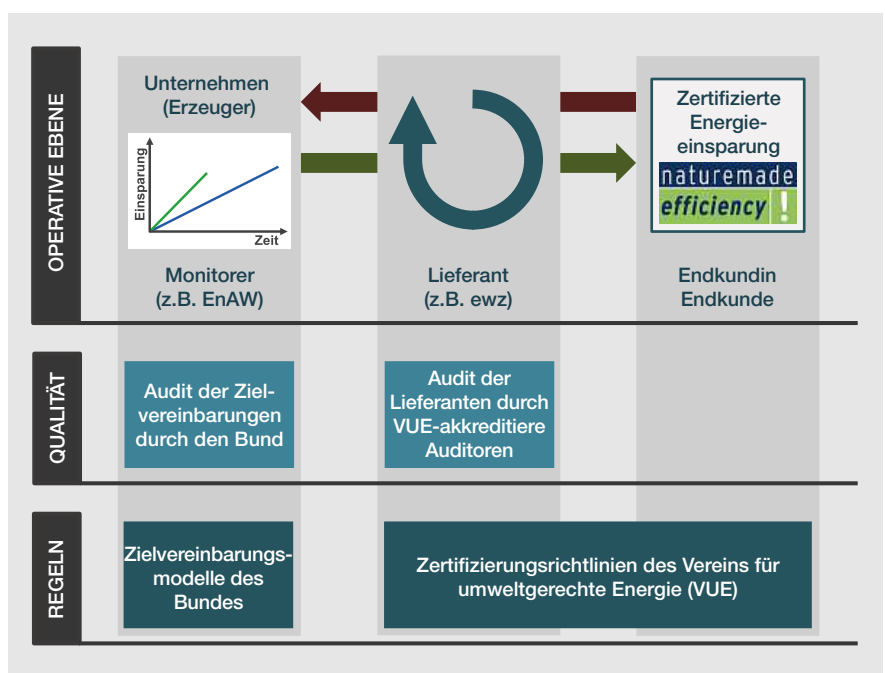 OPERATIVE EBENE
Unternehmen
(Erzeuger)
Einsparung
Zeit
Monitorer
(z.B. EnAW)
Lieferant
(z.B. ewz)
Zertifizierte
Energie-
einsparung
naturemade
efficiency!
Endkundin
Endkunde
QUALITÄT
Audit der Ziel-
vereinbarungen
durch den Bund
Audit der
Lieferanten durch
VUE-akkreditiere
Auditoren
REGELN
Zielvereinbarungs-
modelle des
Bundes
Zertifizierungsrichtlinien des Vereins für
umweltgerechte Energie (VUE)